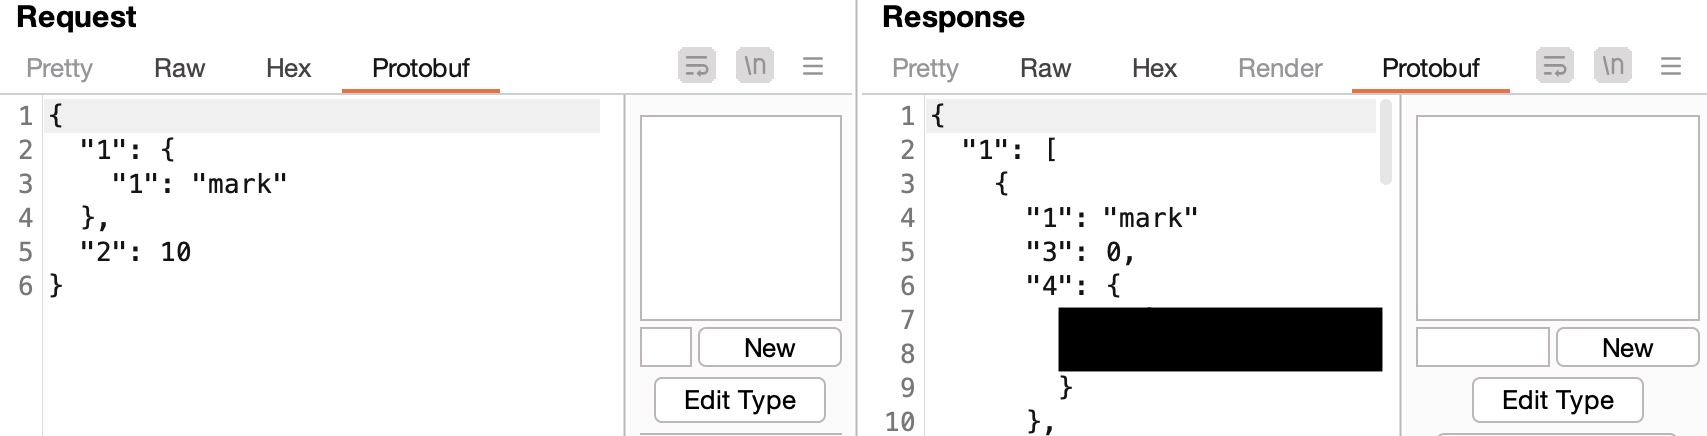 Request
Pretty Raw Hex Protobuf \n
1 {
2 "1": {
3 "1": "mark"
4 },
5 "2": 10
6 }
New
Edit Type
Response
Pretty Raw Hex Render Protobuf \n
1 {
2 "1": [
3 {
4 "1": "mark"
5 "3": 0,
6 "4": {
7
8
9 }
10 },
New
Edit Type